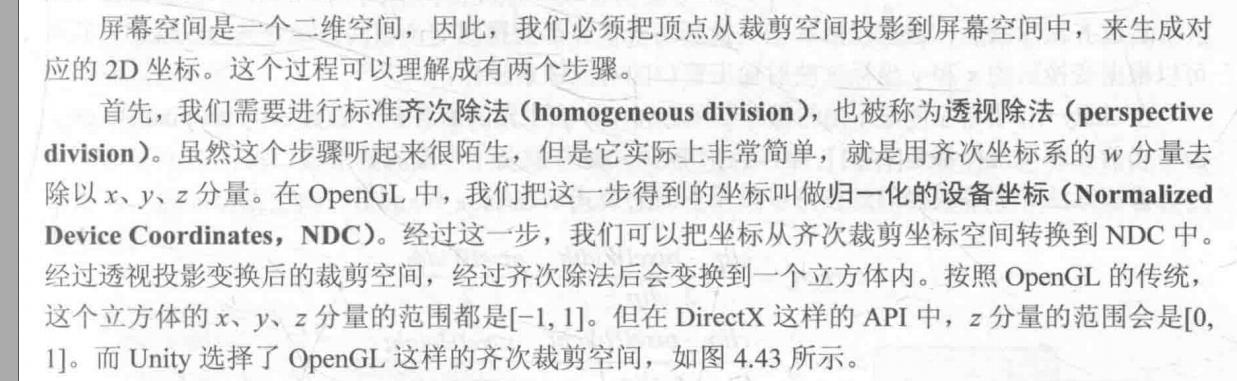 屏幕空间是一个二维空间，因此，我们必须把顶点从裁剪空间投影到屏幕空间中，来生成对
应的 2D 坐标。这个过程可以理解成有两个步骤。
首先，我们需要进行标准齐次除法（homogeneous division），也被称为透视除法（perspective
division）。虽然这个步骤听起来很陌生，但是它实际上非常简单，就是用齐次坐标系的 w 分量去
除以 x、y、z 分量。在 OpenGL 中，我们把这一步得到的坐标叫做归一化的设备坐标（Normalized
Device Coordinates，NDC）。经过这一步，我们可以把坐标从齐次裁剪坐标空间转换到 NDC 中。
经过透视投影变换后的裁剪空间，经过齐次除法后会变换到一个立方体内。按照 OpenGL 的传统，
这个立方体的 x、y、z 分量的范围都是[−1, 1]。但在 DirectX 这样的 API 中，z 分量的范围会是[0,
1]。而 Unity 选择了 OpenGL 这样的齐次裁剪空间，如图 4.43 所示。